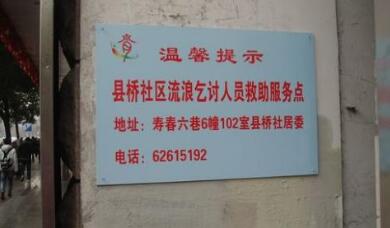 温馨提示
县桥社区流浪乞讨人员救助服务点
地址：寿春六巷6幢102室县桥社居委
电话：62615192